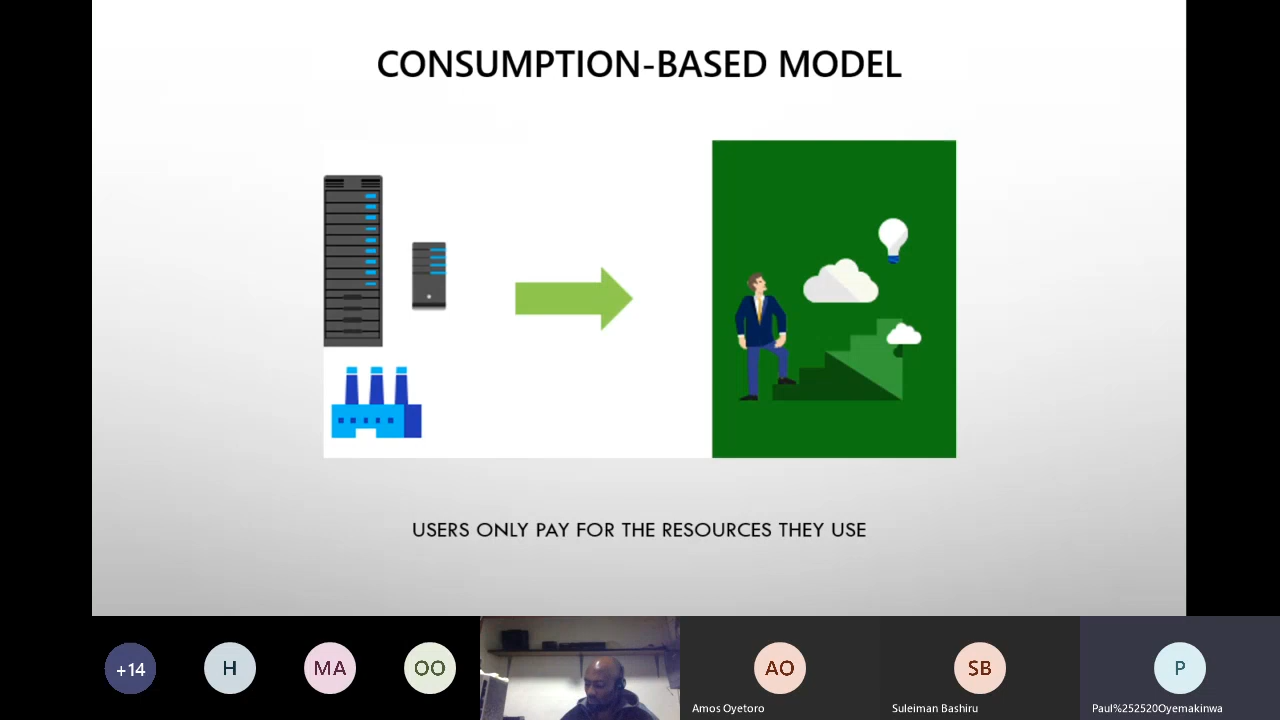 CONSUMPTION-BASED MODEL
USERS ONLY PAY FOR THE RESOURCES THEY USE
+14
H
MA
OO
AO
SB
P
Amos Oyetoro
Suleiman Bashiru
Paul%252520Oyemakinwa